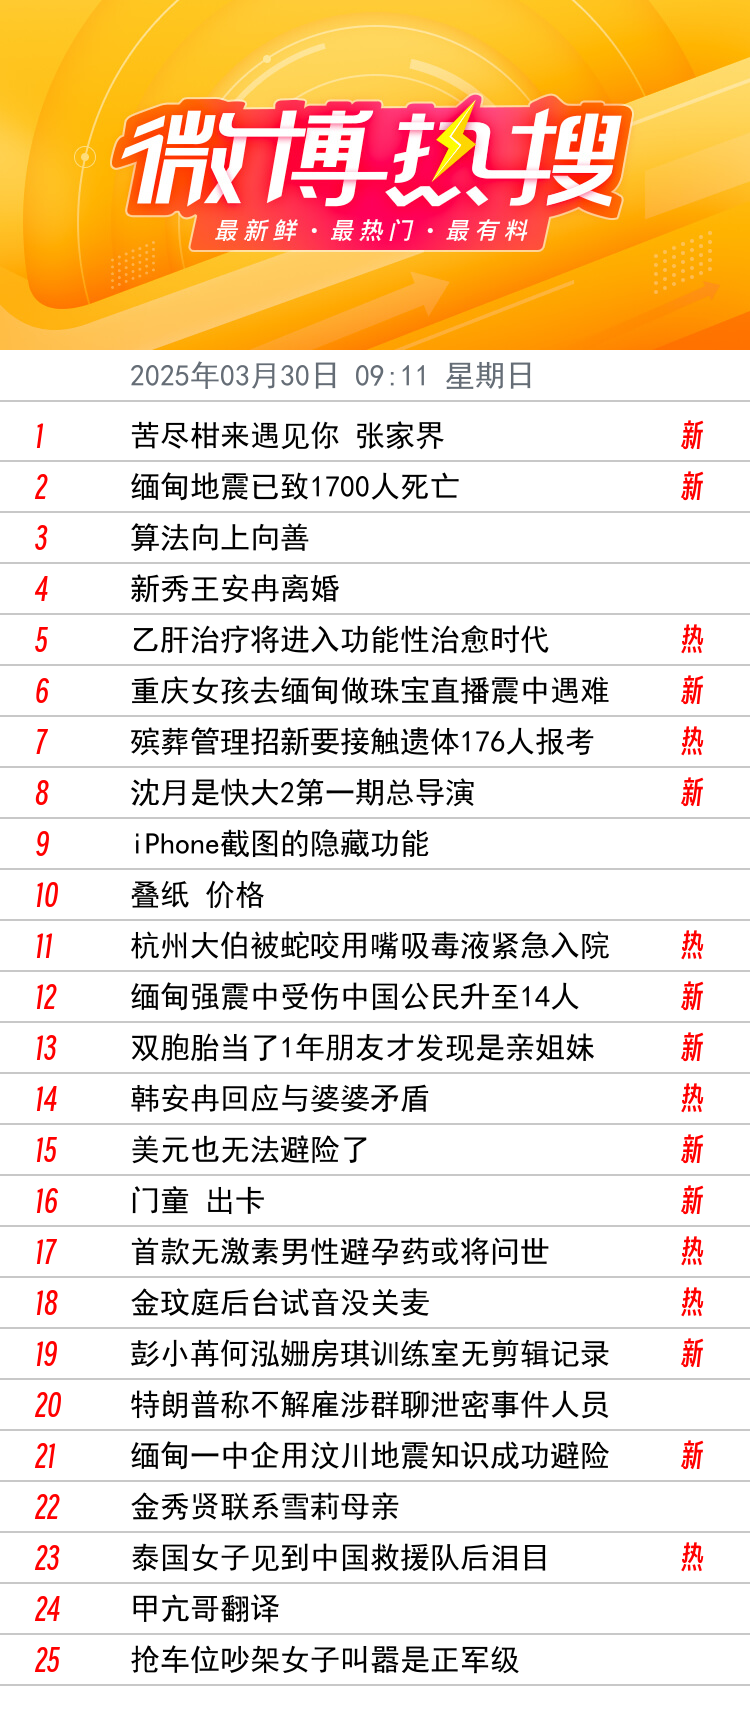 微博热搜
最新鲜·最热门·最有料
2025年03月30日 09:11 星期日
1 苦尽柑来遇见你 张家界 新
2 缅甸地震已致1700人死亡 新
3 算法向上向善
4 新秀王安冉离婚
5 乙肝治疗将进入功能性治愈时代 热
6 重庆女孩去缅甸做珠宝直播震中遇难 新
7 殡葬管理招新要接触遗体176人报考 热
8 沈月是快大2第一期总导演 新
9 iPhone截图的隐藏功能
10 叠纸 价格
11 杭州大伯被蛇咬用嘴吸毒液紧急入院 热
12 缅甸强震中受伤中国公民升至14人 新
13 双胞胎当了1年朋友才发现是亲姐妹 新
14 韩安冉回应与婆婆矛盾 热
15 美元也无法避险了 新
16 门童 出卡 新
17 首款无激素男性避孕药或将问世 热
18 金玟庭后台试音没关麦 热
19 彭小苒何泓姗房琪训练室无剪辑记录 新
20 特朗普称不解雇涉群聊泄密事件人员
21 缅甸一中企用汶川地震知识成功避险 新
22 金秀贤联系雪莉母亲
23 泰国女子见到中国救援队后泪目 热
24 甲亢哥翻译
25 抢车位吵架女子叫嚣是正军级